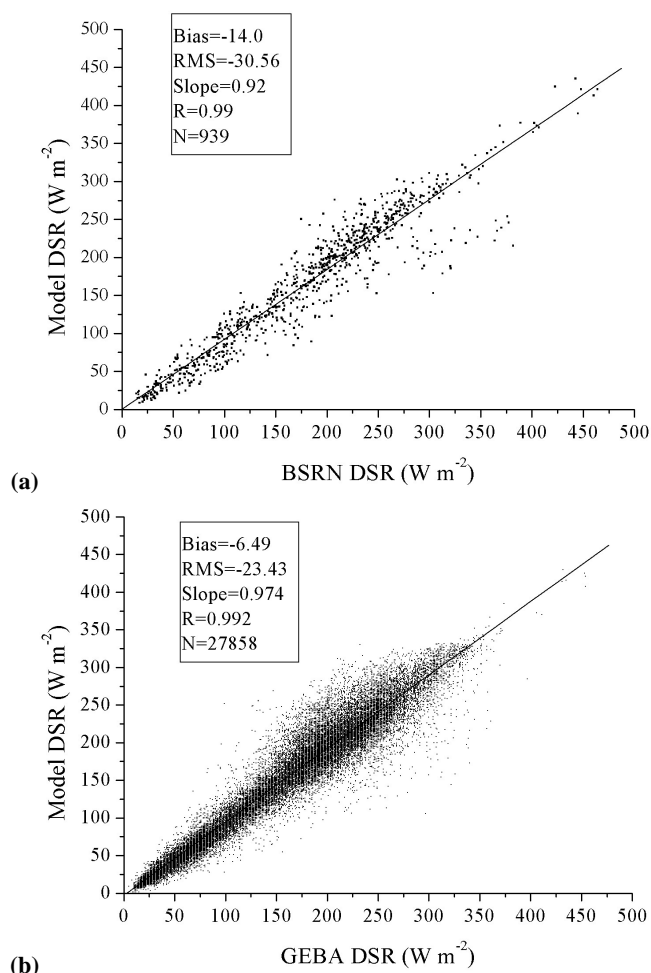 500
450
400
350
300
250
200
150
100
50
0
Model DSR (W m-2)
Bias=-14.0
RMS=-30.56
Slope=0.92
R=0.99
N=939
0 50 100 150 200 250 300 350 400 450 500
BSRN DSR (W m-2)
(a)
500
450
400
350
300
250
200
150
100
50
0
Model DSR (W m-2)
Bias=-6.49
RMS=-23.43
Slope=0.974
R=0.992
N=27858
0 50 100 150 200 250 300 350 400 450 500
GEBA DSR (W m-2)
(b)